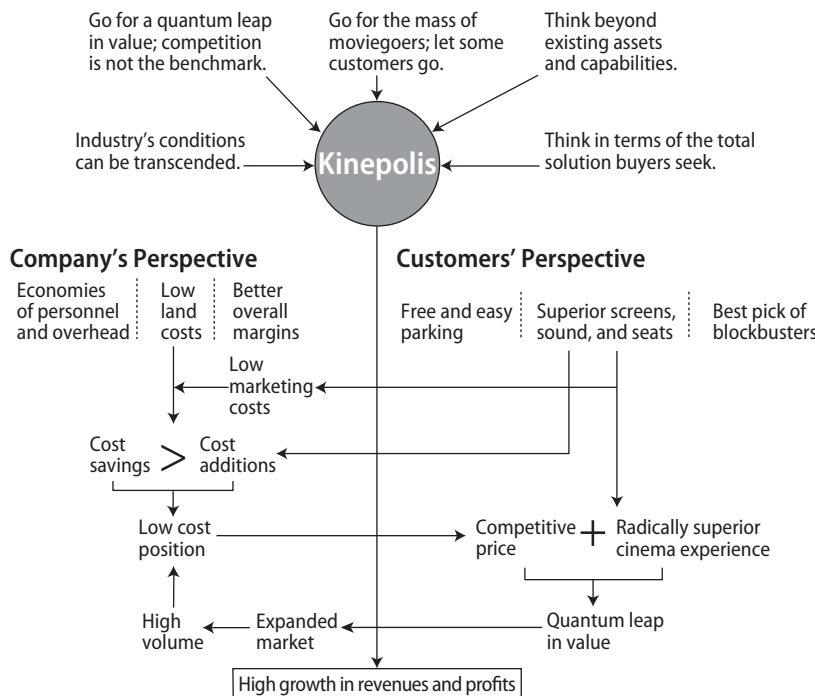 Go for a quantum leap
in value; competition
is not the benchmark.
Go for the mass of
moviegoers; let some
customers go.
Think beyond
existing assets
and capabilities.
Industry's conditions
can be transcended.
Kinepolis
Think in terms of the total
solution buyers seek.
Company's Perspective
Economies
of personnel
and overhead
Low
land
costs
Better
overall
margins
Customers' Perspective
Free and easy
parking
Superior screens,
sound, and seats
Best pick of
blockbusters
Low
marketing
costs
Cost
savings
>
Cost
additions
Low cost
position
Competitive
price
+
Radically superior
cinema experience
High
volume
Expanded
market
Quantum leap
in value
High growth in revenues and profits